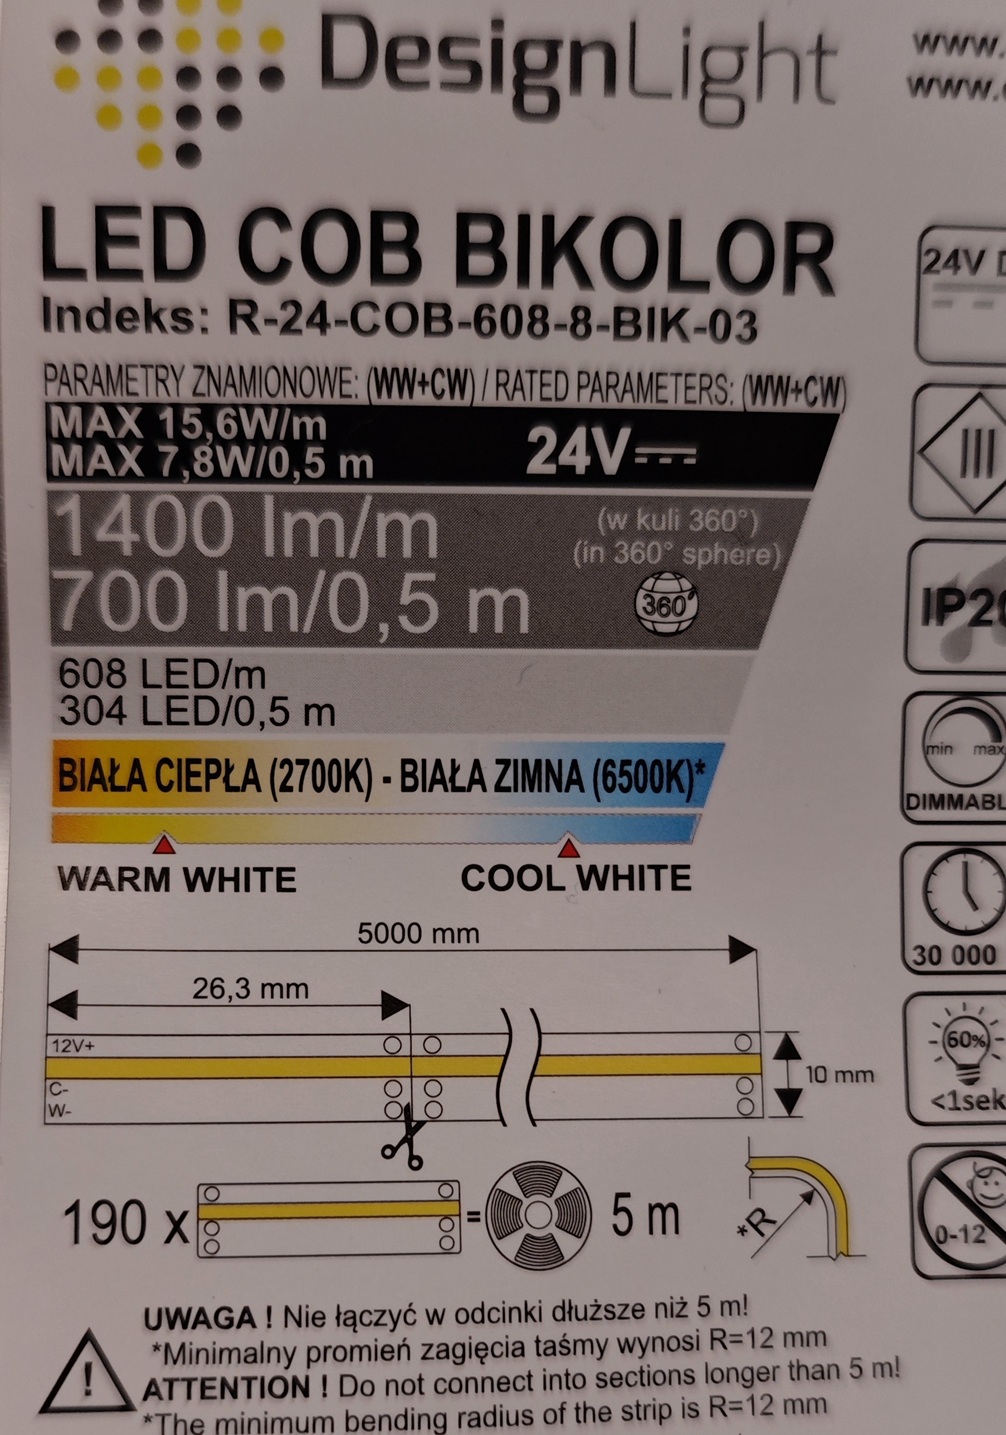 DesignLight
www.
www.
LED COB BIKOLOR
Indeks: R-24-COB-608-8-BIK-03
PARAMETRY ZNAMIONOWE: (WW+CW) / RATED PARAMETERS: (WW+CW)
MAX 15,6W/m
MAX 7,8W/0,5 m
24V
1400 lm/m
700 lm/0,5 m
(w kuli 360°)
(in 360° sphere)
360°
608 LED/m
304 LED/0,5 m
BIAŁA CIEPŁA (2700K) - BIAŁA ZIMNA (6500K)*
WARM WHITE
COOL WHITE
5000 mm
26,3 mm
12V+
C-
W-
10 mm
190 x
=
5 m
*R
UWAGA ! Nie łączyć w odcinki dłuższe niż 5 m!
*Minimalny promień zagięcia taśmy wynosi R=12 mm
!
ATTENTION ! Do not connect into sections longer than 5 m!
*The minimum bending radius of the strip is R=12 mm
24V
III
IP20
min max
DIMMABL
30 000
60%
<1sek
0-12